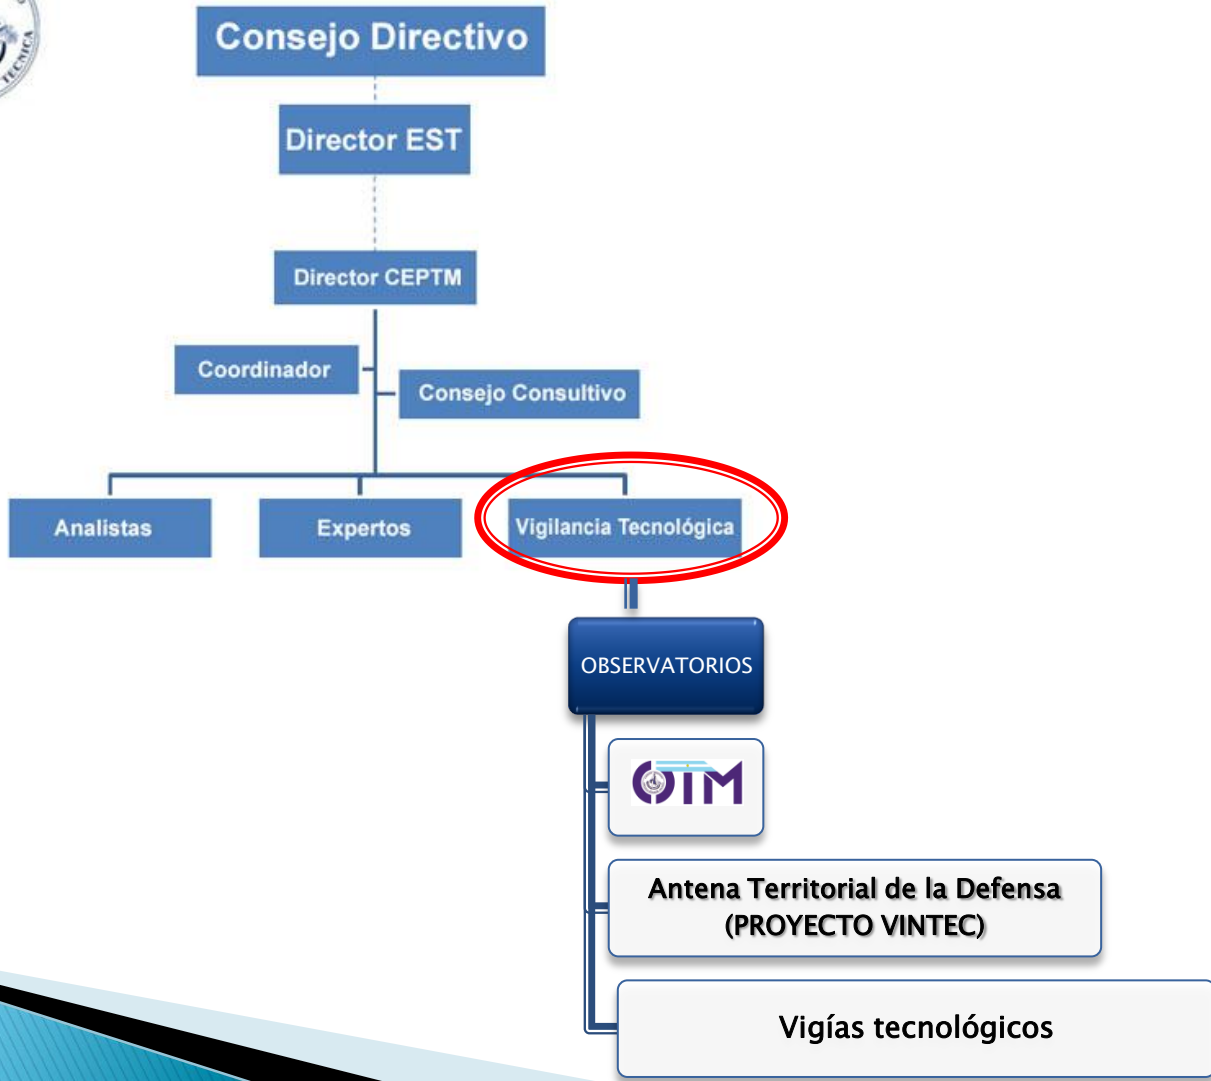 TECNICA
Consejo Directivo
Director EST
Director CEPTM
Coordinador
Consejo Consultivo
Analistas
Expertos
Vigilancia Tecnológica
OBSERVATORIOS
OTM
Antena Territorial de la Defensa
(PROYECTO VINTEC)
Vigías tecnológicos